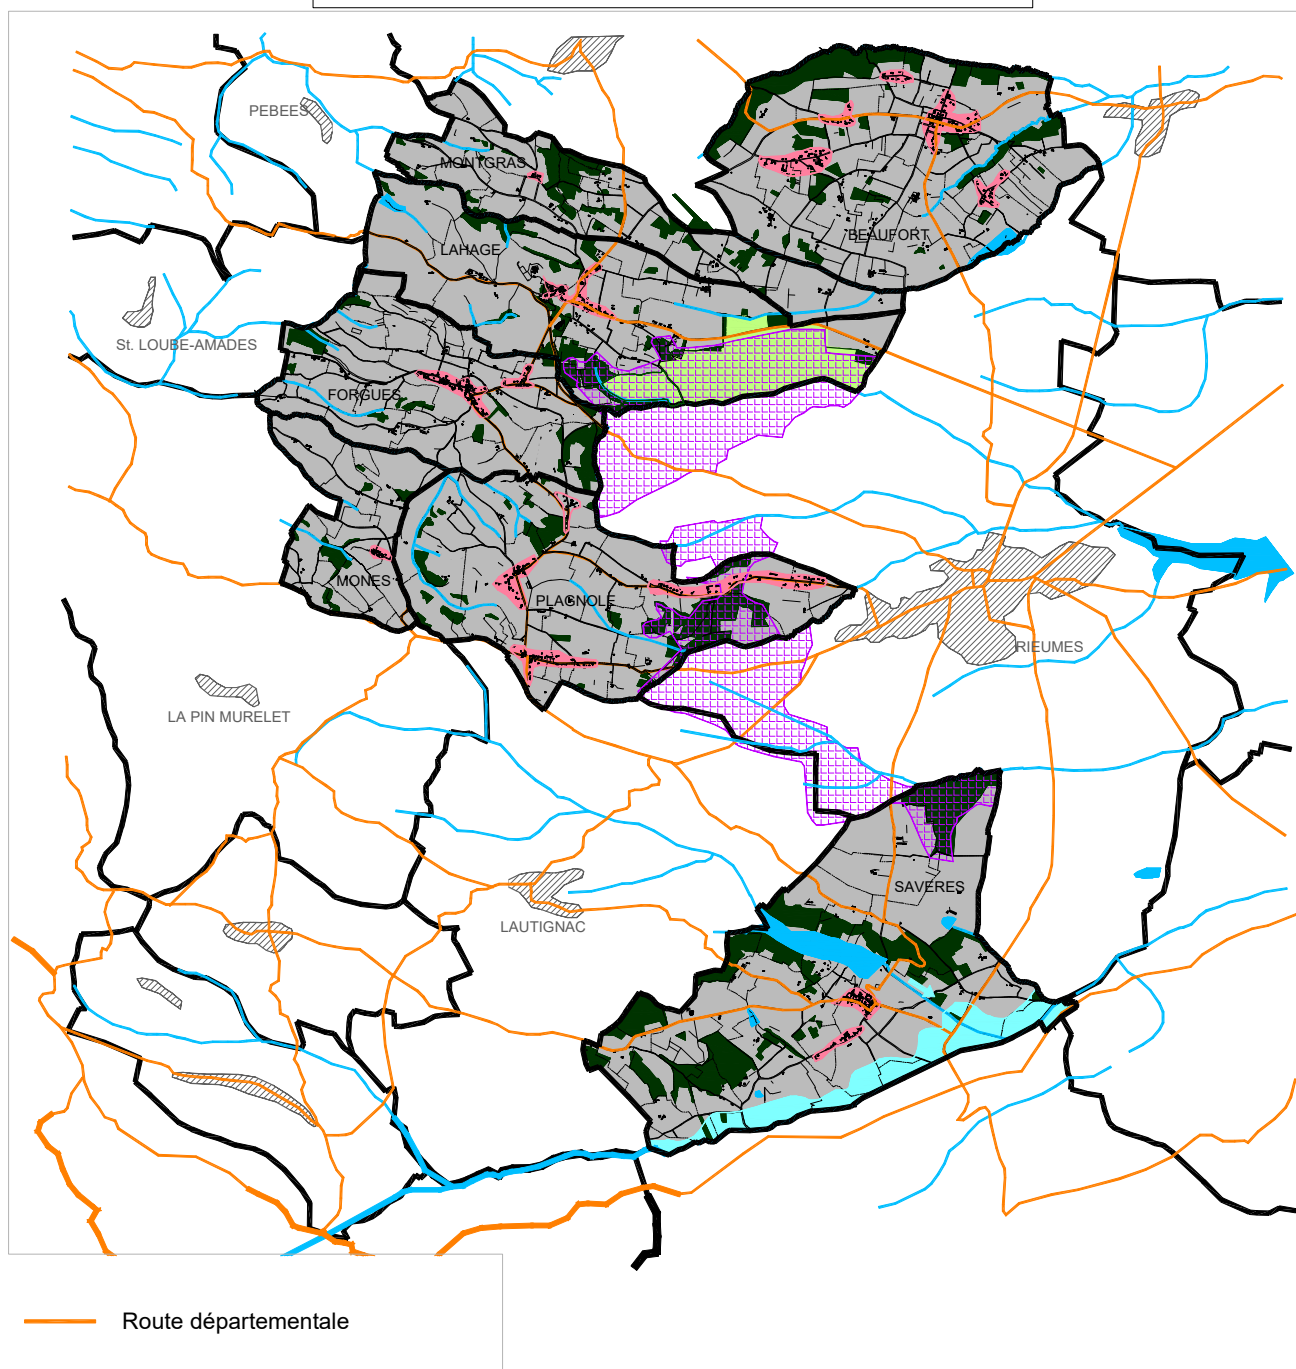 PEBEES
MONTGRAS
BEAUFORT
LAHAGE
St. LOUBE-AMADES
FORGUES
MONES
PLAGNOLE
RIEUMES
LA PIN MURELET
SAVERES
LAUTIGNAC
Route départementale